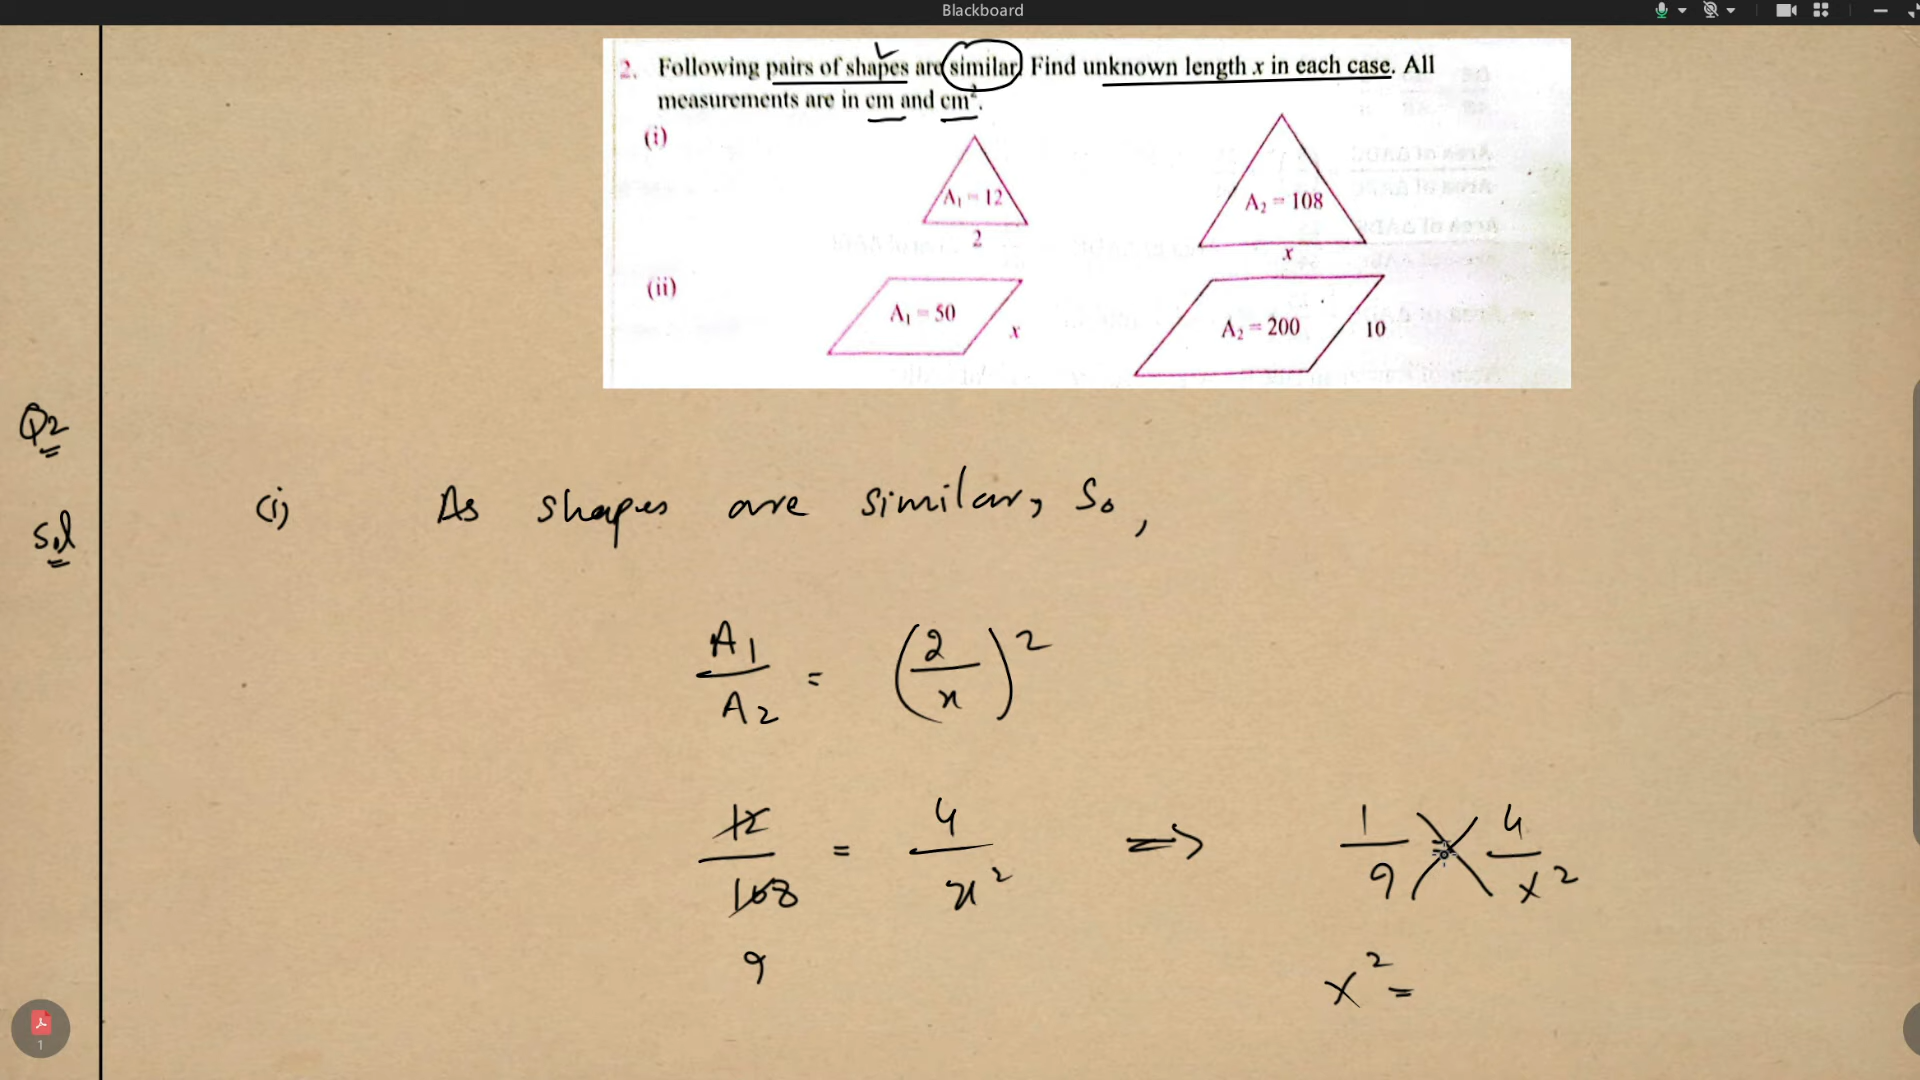 Blackboard
2. Following pairs of shapes are similar. Find unknown length x in each case. All
measurements are in cm and cm².
(i)
A₁ = 12
2
A₂ = 108
x
(ii)
A₁ = 50
x
A₂ = 200
10
Q2
Sol
(i) As shapes are similar, So,
A1/A2 = (2/x)²
12/108 = 4/x² ⇒ 1/9 = 4/x²
9
x² =
1